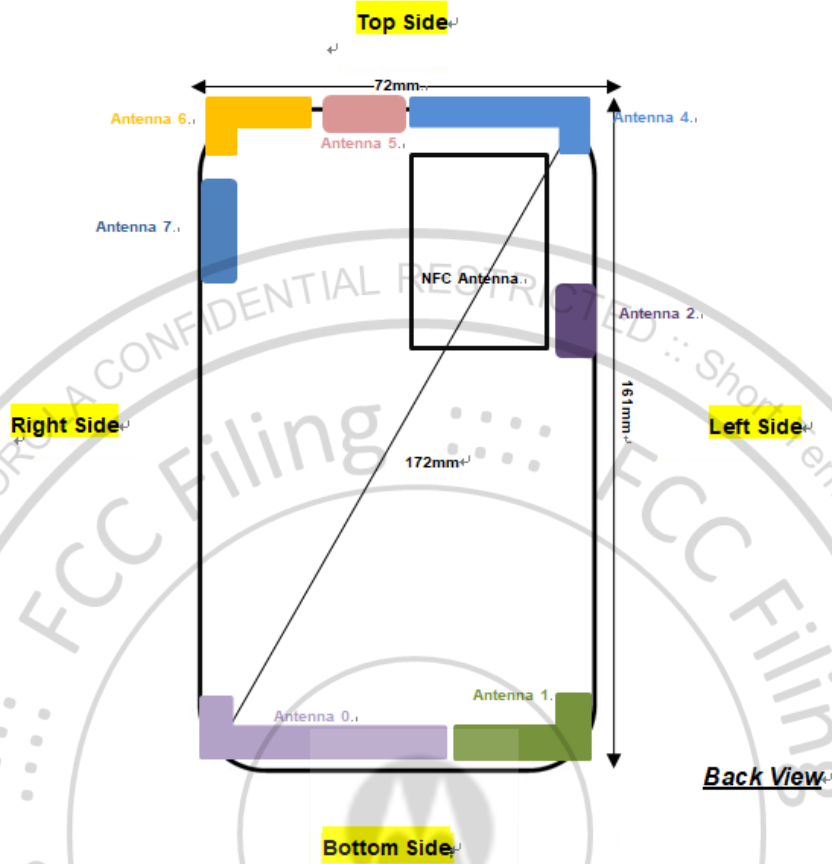 Top Side
72mm
Antenna 6.
Antenna 4.
Antenna 5.
Antenna 7.
NFC Antenna.
Antenna 2.
161mm
Right Side
Left Side
172mm
Antenna 1.
Antenna 0.
Back View
Bottom Side
CONFIDENTIAL RESTRICTED :: Short Term
FCC Filing :::: FCC Filing